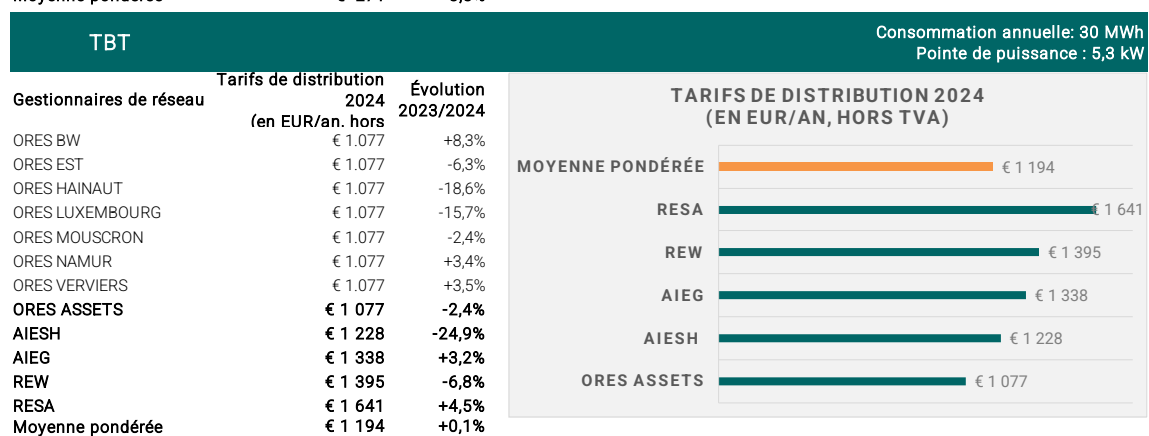 Moyenne pondérée
TBT
Consommation annuelle: 30 MWh
Pointe de puissance : 5,3 kW
Gestionnaires de réseau
Tarifs de distribution
2024
(en EUR/an, hors
Évolution
2023/2024
ORES BW € 1.077 +8,3%
ORES EST € 1.077 -6,3%
ORES HAINAUT € 1.077 -18,6%
ORES LUXEMBOURG € 1.077 -15,7%
ORES MOUSCRON € 1.077 -2,4%
ORES NAMUR € 1.077 +3,4%
ORES VERVIERS € 1.077 +3,5%
ORES ASSETS € 1 077 -2,4%
AIESH € 1 228 -24,9%
AIEG € 1 338 +3,2%
REW € 1 395 -6,8%
RESA € 1 641 +4,5%
Moyenne pondérée € 1 194 +0,1%
TARIFS DE DISTRIBUTION 2024
(EN EUR/AN, HORS TVA)
MOYENNE PONDÉRÉE € 1 194
RESA € 1 641
REW € 1 395
AIEG € 1 338
AIESH € 1 228
ORES ASSETS € 1 077